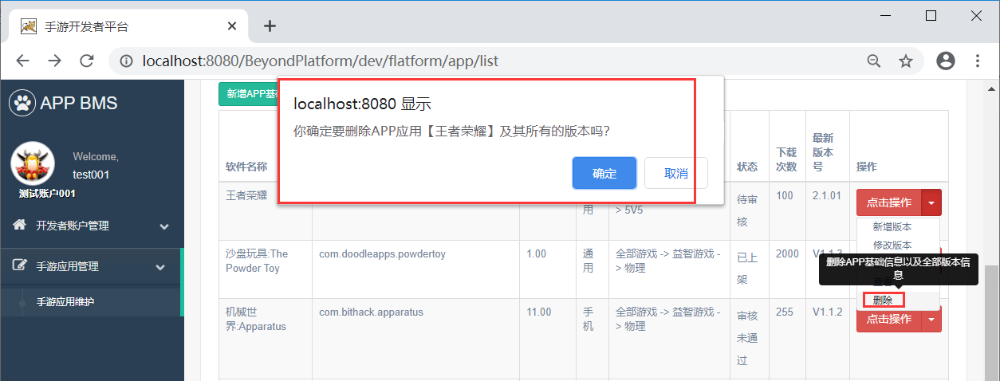 手游开发者平台
localhost:8080/BeyondPlatform/dev/flatform/app/list
APP BMS
Welcome,
test001
测试账户001
开发者账户管理
手游应用管理
手游应用维护
新增APP基
localhost:8080 显示
你确定要删除APP应用【王者荣耀】及其所有的版本吗?
确定
取消
软件名称
状态
下载
次数
最新
版本
号
操作
王者荣耀
用
> 5V5
待审
核
100
2.1.01
点击操作
新增版本
修改版本
删除APP基础信息以及全部版本信
息
删除
沙盘玩具:The
Powder Toy
com.doodleapps.powdertoy
1.00
通
用
全部游戏 -> 益智游戏 -
> 物理
已上
架
2000
机械世
界:Apparatus
com.bithack.apparatus
11.00
手
机
全部游戏 -> 益智游戏 -
> 物理
审核
未通
过
255
V1.1.2
点击操作